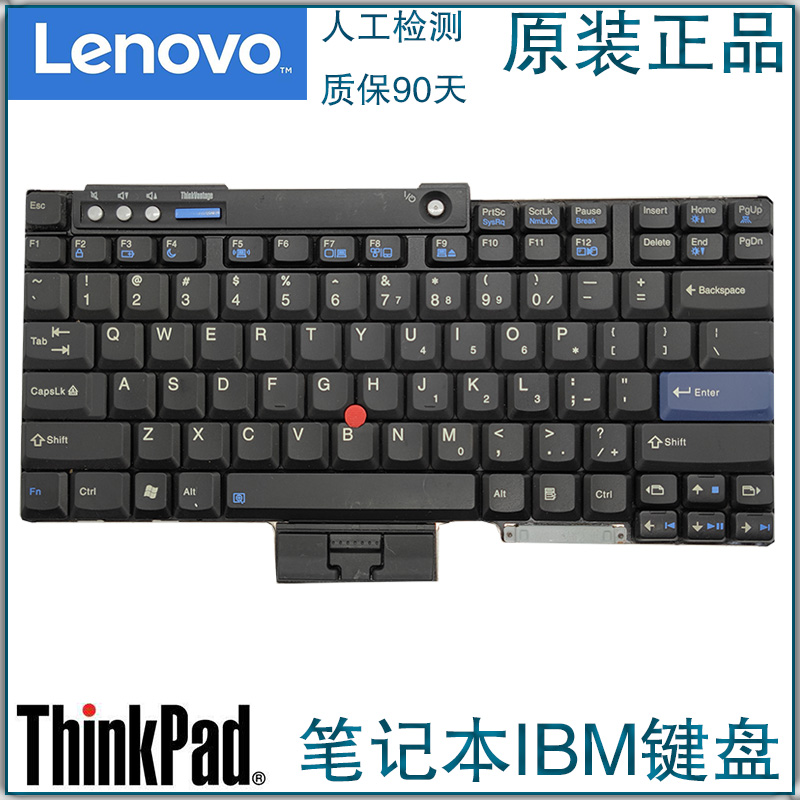 Lenovo™
人工检测
质保90天
原装正品
ThinkVantage
Esc
PrtSc ScrLk Pause Insert Home PgUp
SysRq NmLk Break
F1 F2 F3 F4 F5 F6 F7 F8 F9 F10 F11 F12 Delete End PgDn
~ ! @ # $ % ^ & * ( ) — + Backspace
` 1 2 3 4 5 6 7 7 8 8 9 9 0 / - =
Tab Q W E R T Y U 4 I 5 O 6 P * { [ } ] | \
CapsLk A S D F G H J 1 K 2 L 3 : ; - " ' Enter
Shift Z X C V B N M 0 < , > . ? / + Shift
Fn Ctrl Alt Alt Ctrl
ThinkPad®
笔记本IBM键盘